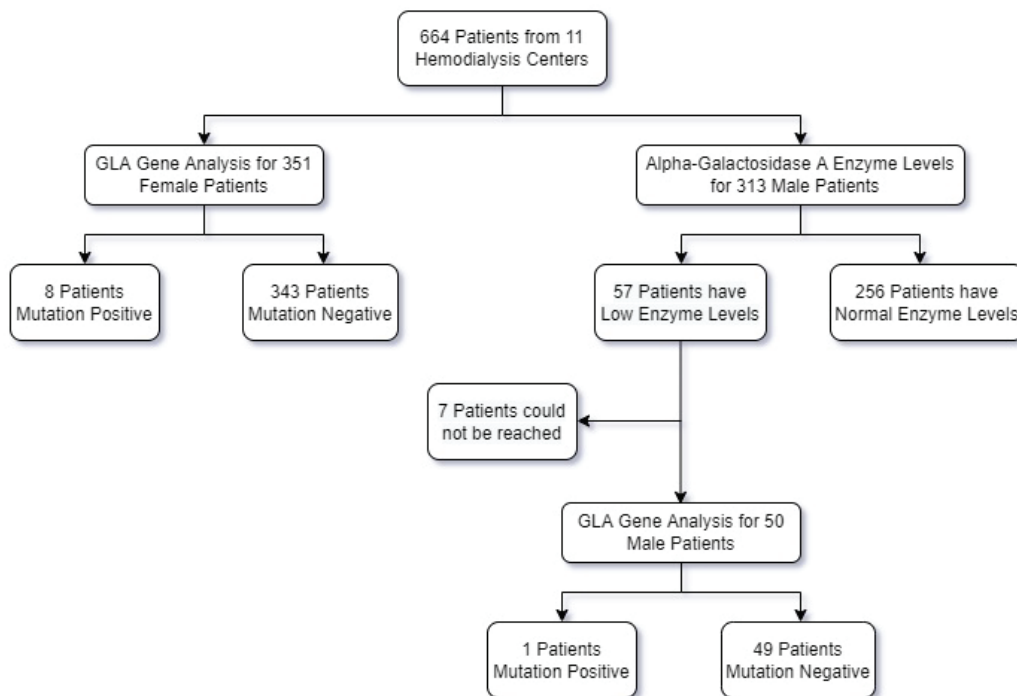 664 Patients from 11
Hemodialysis Centers
GLA Gene Analysis for 351
Female Patients
Alpha-Galactosidase A Enzyme Levels
for 313 Male Patients
8 Patients
Mutation Positive
343 Patients
Mutation Negative
57 Patients have
Low Enzyme Levels
256 Patients have
Normal Enzyme Levels
7 Patients could
not be reached
GLA Gene Analysis for 50
Male Patients
1 Patients
Mutation Positive
49 Patients
Mutation Negative